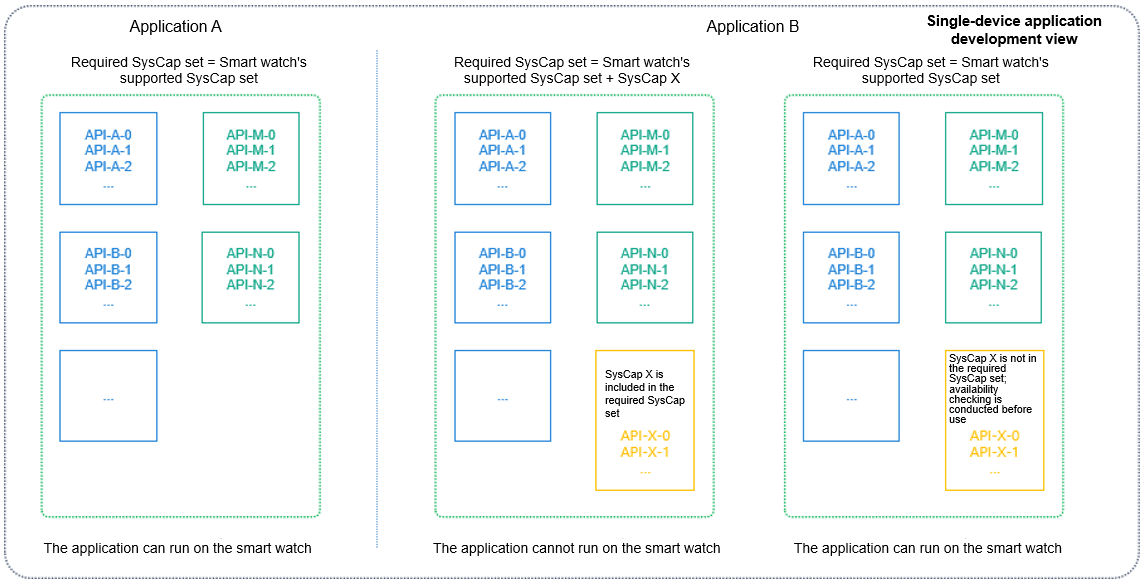 Application A
Application B
Single-device application
development view
Required SysCap set = Smart watch's
supported SysCap set
API-A-0
API-A-1
API-A-2
...
API-M-0
API-M-1
API-M-2
...
API-B-0
API-B-1
API-B-2
...
API-N-0
API-N-1
API-N-2
...
...
The application can run on the smart watch
Required SysCap set = Smart watch's
supported SysCap set + SysCap X
API-A-0
API-A-1
API-A-2
...
API-M-0
API-M-1
API-M-2
...
API-B-0
API-B-1
API-B-2
...
API-N-0
API-N-1
API-N-2
...
...
SysCap X is
included in the
required SysCap
set
API-X-0
API-X-1
...
The application cannot run on the smart watch
Required SysCap set = Smart watch's
supported SysCap set
API-A-0
API-A-1
API-A-2
...
API-M-0
API-M-1
API-M-2
...
API-B-0
API-B-1
API-B-2
...
API-N-0
API-N-1
API-N-2
...
...
SysCap X is not in
the required
SysCap set;
availability
checking is
conducted before
use
API-X-0
API-X-1
...
The application can run on the smart watch